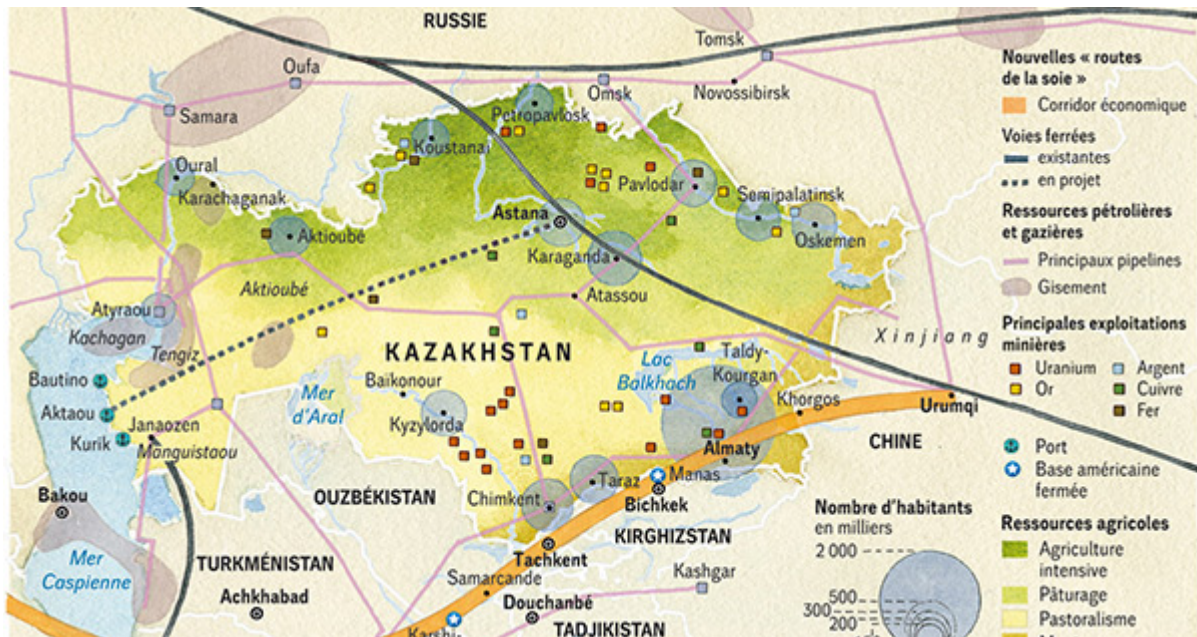 RUSSIE
Tomsk
Oufa
Omsk
Novossibirsk
Samara
Petropavlosk
Koustanaï
Oural
Karachaganak
Pavlodar
Semipalatinsk
Astana
Oskemen
Aktioubé
Karaganda
Aktioubé
Atassou
Atyraou
Kachagan
Tengiz
KAZAKHSTAN
Xinjiang
Bautino
Mer
d'Aral
Baïkonour
Lac
Balkhach
Taldy-
Kourgan
Aktaou
Kyzylorda
Khorgos
Urumqi
Kurik
Janaozen
Manguistaou
CHINE
Almaty
Bakou
OUZBÉKISTAN
Chimkent
Taraz
Manas
Bichkek
KIRGHIZSTAN
Mer
Caspienne
TURKMÉNISTAN
Tachkent
Samarcande
Kashgar
Achkhabad
Douchanbé
TADJIKISTAN
Karshi-
Nouvelles « routes
de la soie »
Corridor économique
Voies ferrées
existantes
en projet
Ressources pétrolières
et gazières
Principaux pipelines
Gisement
Principales exploitations
minières
Uranium
Argent
Or
Cuivre
Fer
Port
Base américaine
fermée
Nombre d'habitants
en milliers
2 000
500
300
200
Ressources agricoles
Agriculture
intensive
Pâturage
Pastoralisme